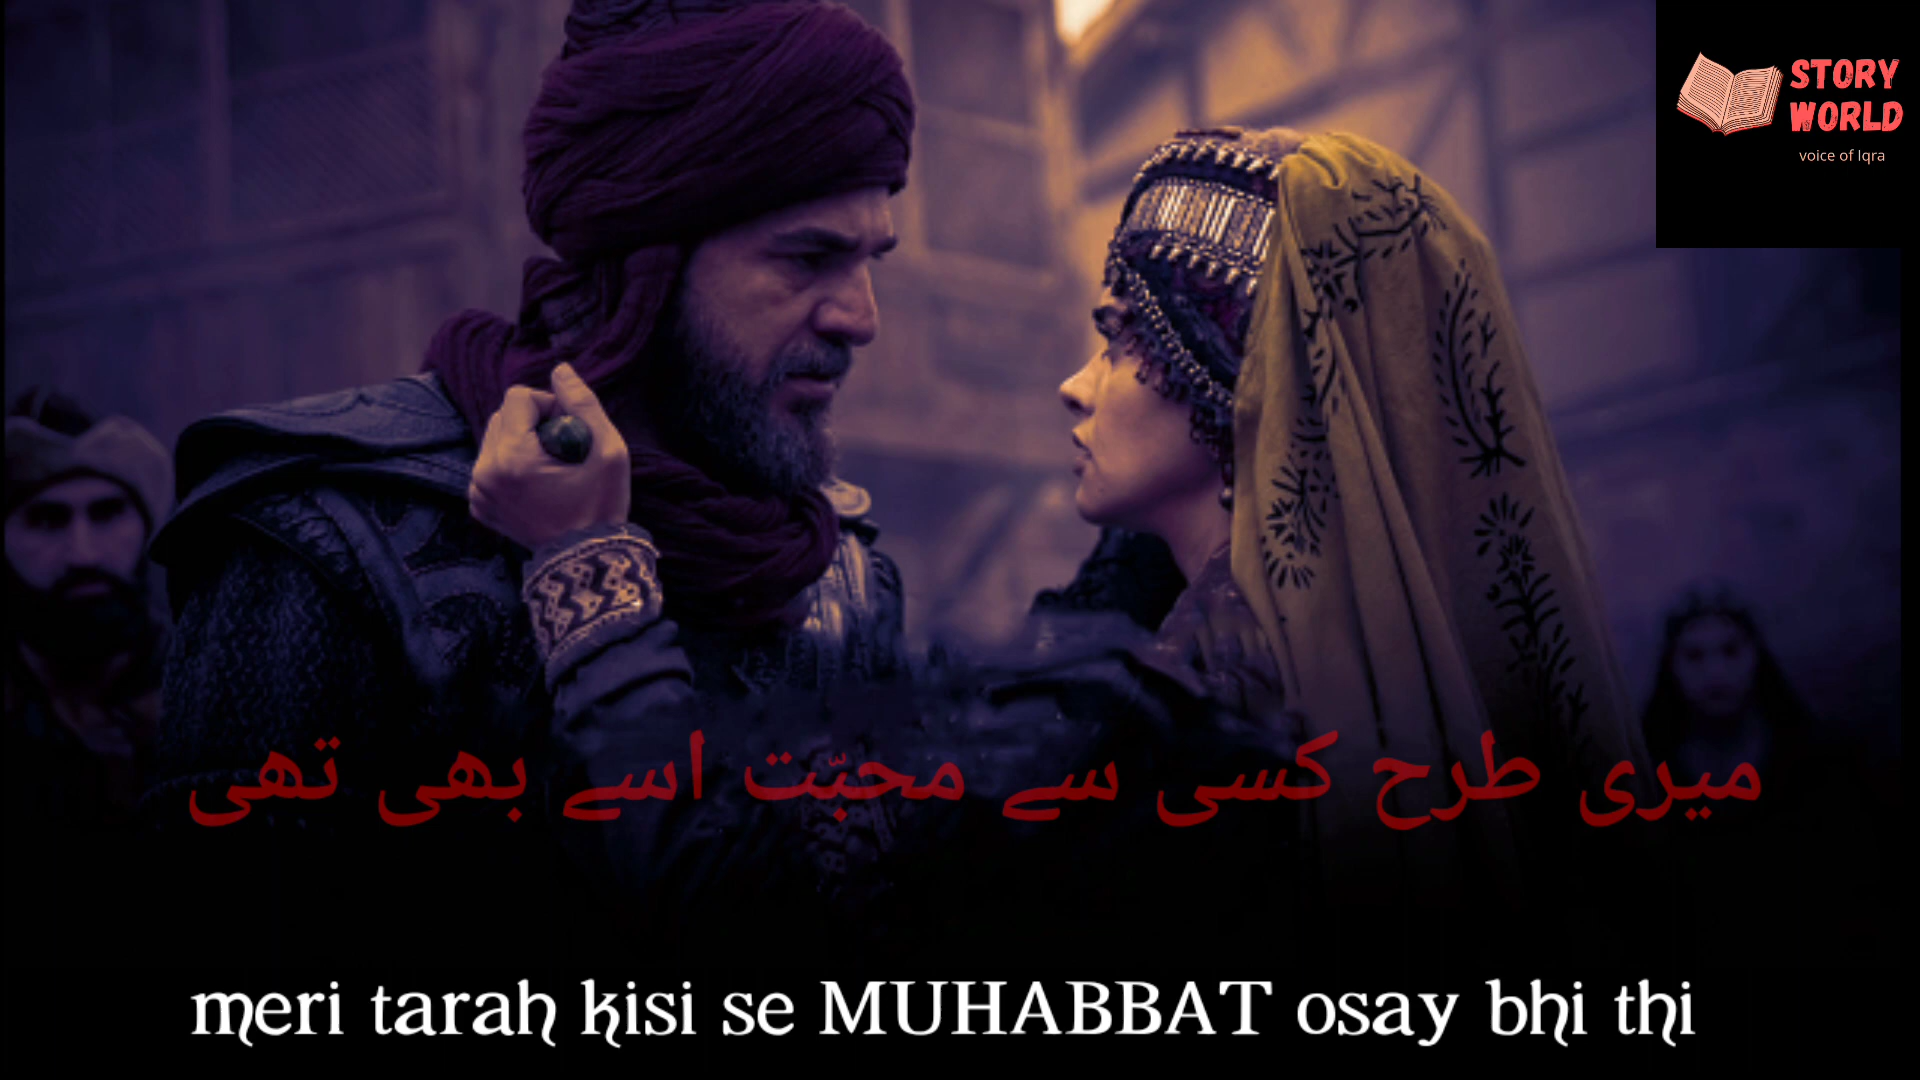 STORY
WORLD
voice of Iqra
میری طرح کسی سے محبّت اسے بھی تھی
meri tarah kisi se MUHABBAT osay bhi thi